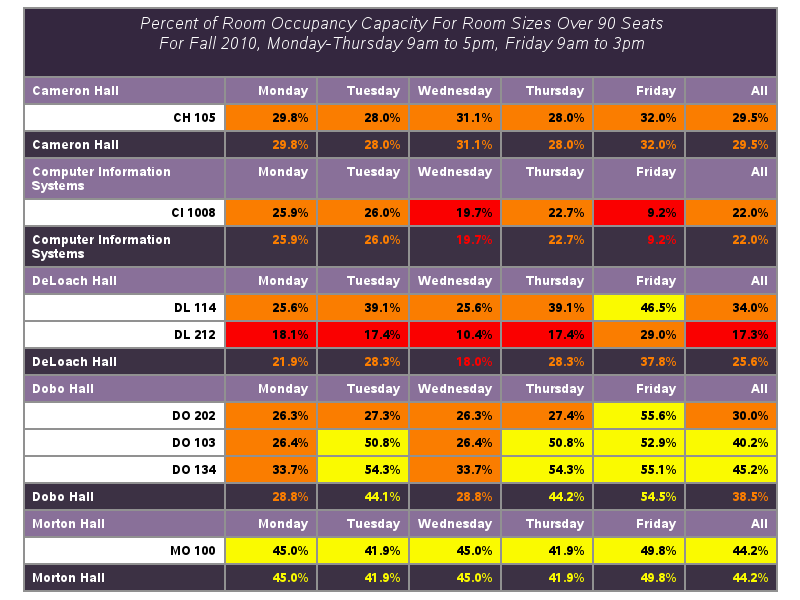 Percent of Room Occupancy Capacity For Room Sizes Over 90 Seats
For Fall 2010, Monday-Thursday 9am to 5pm, Friday 9am to 3pm
Cameron Hall Monday Tuesday Wednesday Thursday Friday All
CH 105 29.8% 28.0% 31.1% 28.0% 32.0% 29.5%
Cameron Hall 29.8% 28.0% 31.1% 28.0% 32.0% 29.5%
Computer Information Monday Tuesday Wednesday Thursday Friday All
Systems
CI 1008 25.9% 26.0% 19.7% 22.7% 9.2% 22.0%
Computer Information 25.9% 26.0% 19.7% 22.7% 9.2% 22.0%
Systems
DeLoach Hall Monday Tuesday Wednesday Thursday Friday All
DL 114 25.6% 39.1% 25.6% 39.1% 46.5% 34.0%
DL 212 18.1% 17.4% 10.4% 17.4% 29.0% 17.3%
DeLoach Hall 21.9% 28.3% 18.0% 28.3% 37.8% 25.6%
Dobo Hall Monday Tuesday Wednesday Thursday Friday All
DO 202 26.3% 27.3% 26.3% 27.4% 55.6% 30.0%
DO 103 26.4% 50.8% 26.4% 50.8% 52.9% 40.2%
DO 134 33.7% 54.3% 33.7% 54.3% 55.1% 45.2%
Dobo Hall 28.8% 44.1% 28.8% 44.2% 54.5% 38.5%
Morton Hall Monday Tuesday Wednesday Thursday Friday All
MO 100 45.0% 41.9% 45.0% 41.9% 49.8% 44.2%
Morton Hall 45.0% 41.9% 45.0% 41.9% 49.8% 44.2%